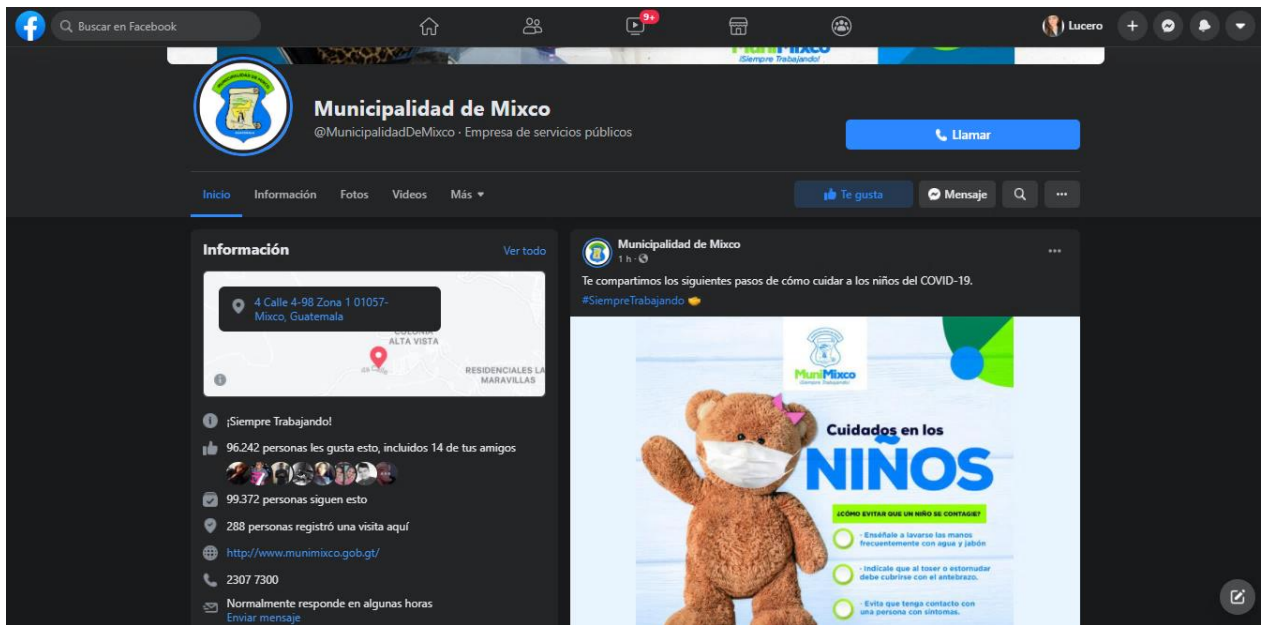 Buscar en Facebook
9+
Lucero
MuniMixco
¡Siempre Trabajando!
Municipalidad de Mixco
@MunicipalidadDeMixco · Empresa de servicios públicos
Llamar
Inicio
Información
Fotos
Videos
Más
Te gusta
Mensaje
Información
Ver todo
4 Calle 4-98 Zona 1 01057-
Mixco, Guatemala
COLONIA
ALTA VISTA
RESIDENCIALES LA
MARAVILLAS
¡Siempre Trabajando!
96.242 personas les gusta esto, incluidos 14 de tus amigos
99.372 personas siguen esto
288 personas registró una visita aquí
http://www.munimixco.gob.gt/
2307 7300
Normalmente responde en algunas horas
Enviar mensaje
Municipalidad de Mixco
1 h ·
Te compartimos los siguientes pasos de cómo cuidar a los niños del COVID-19.
#SiempreTrabajando
MuniMixco
¡Siempre Trabajando!
Cuidados en los
NIÑOS
¿CÓMO EVITAR QUE UN NIÑO SE CONTAGIE?
· Enséñale a lavarse las manos
frecuentemente con agua y jabón
· Indícale que al toser o estornudar
debe cubrirse con el antebrazo.
· Evita que tenga contacto con
una persona con síntomas.